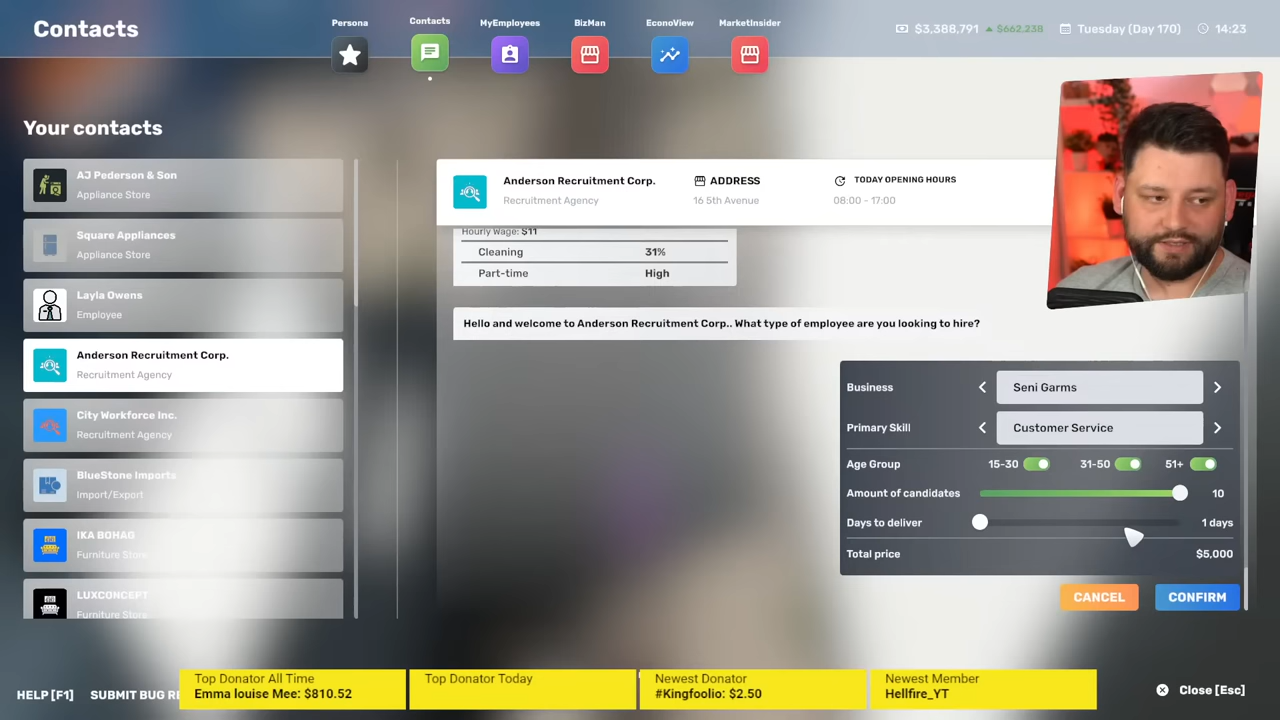 Contacts
Persona
Contacts
MyEmployees
BizMan
EconoView
MarketInsider
$3,388,791 $662,238 Tuesday (Day 170) 14:23
Your contacts
AJ Pederson & Son
Appliance Store
Square Appliances
Appliance Store
Layla Owens
Employee
Anderson Recruitment Corp.
Recruitment Agency
City Workforce Inc.
Recruitment Agency
BlueStone Imports
Import/Export
IKA BOHAG
Furniture Store
LUXCONCEPT
Furniture Store
Anderson Recruitment Corp.
Recruitment Agency
ADDRESS
16 5th Avenue
TODAY OPENING HOURS
08:00 - 17:00
Hourly Wage: $11
Cleaning 31%
Part-time High
Hello and welcome to Anderson Recruitment Corp.. What type of employee are you looking to hire?
Business Seni Garms
Primary Skill Customer Service
Age Group 15-30 31-50 51+
Amount of candidates 10
Days to deliver 1 days
Total price $5,000
CANCEL CONFIRM
HELP [F1] SUBMIT BUG RE
Top Donator All Time
Emma louise Mee: $810.52
Top Donator Today
Newest Donator
#Kingfoolio: $2.50
Newest Member
Hellfire_YT
Close [Esc]